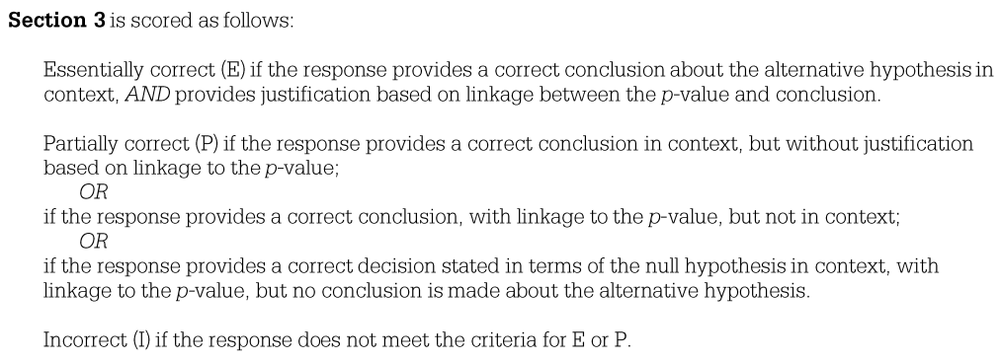 Section 3 is scored as follows:
Essentially correct (E) if the response provides a correct conclusion about the alternative hypothesis in
context, AND provides justification based on linkage between the p-value and conclusion.
Partially correct (P) if the response provides a correct conclusion in context, but without justification
based on linkage to the p-value;
OR
if the response provides a correct conclusion, with linkage to the p-value, but not in context;
OR
if the response provides a correct decision stated in terms of the null hypothesis in context, with
linkage to the p-value, but no conclusion is made about the alternative hypothesis.
Incorrect (I) if the response does not meet the criteria for E or P.